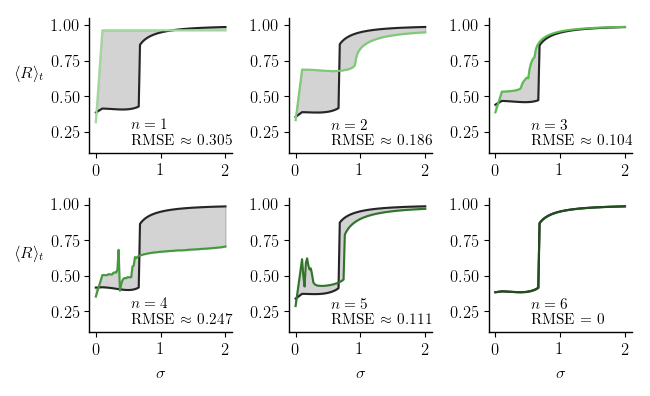 1.00
0.75
0.50
0.25
⟨R⟩t
0 1 2
n = 1
RMSE ≈ 0.305
1.00
0.75
0.50
0.25
0 1 2
n = 2
RMSE ≈ 0.186
1.00
0.75
0.50
0.25
0 1 2
n = 3
RMSE ≈ 0.104
1.00
0.75
0.50
0.25
⟨R⟩t
0 1 2
σ
n = 4
RMSE ≈ 0.247
1.00
0.75
0.50
0.25
0 1 2
σ
n = 5
RMSE ≈ 0.111
1.00
0.75
0.50
0.25
0 1 2
σ
n = 6
RMSE = 0